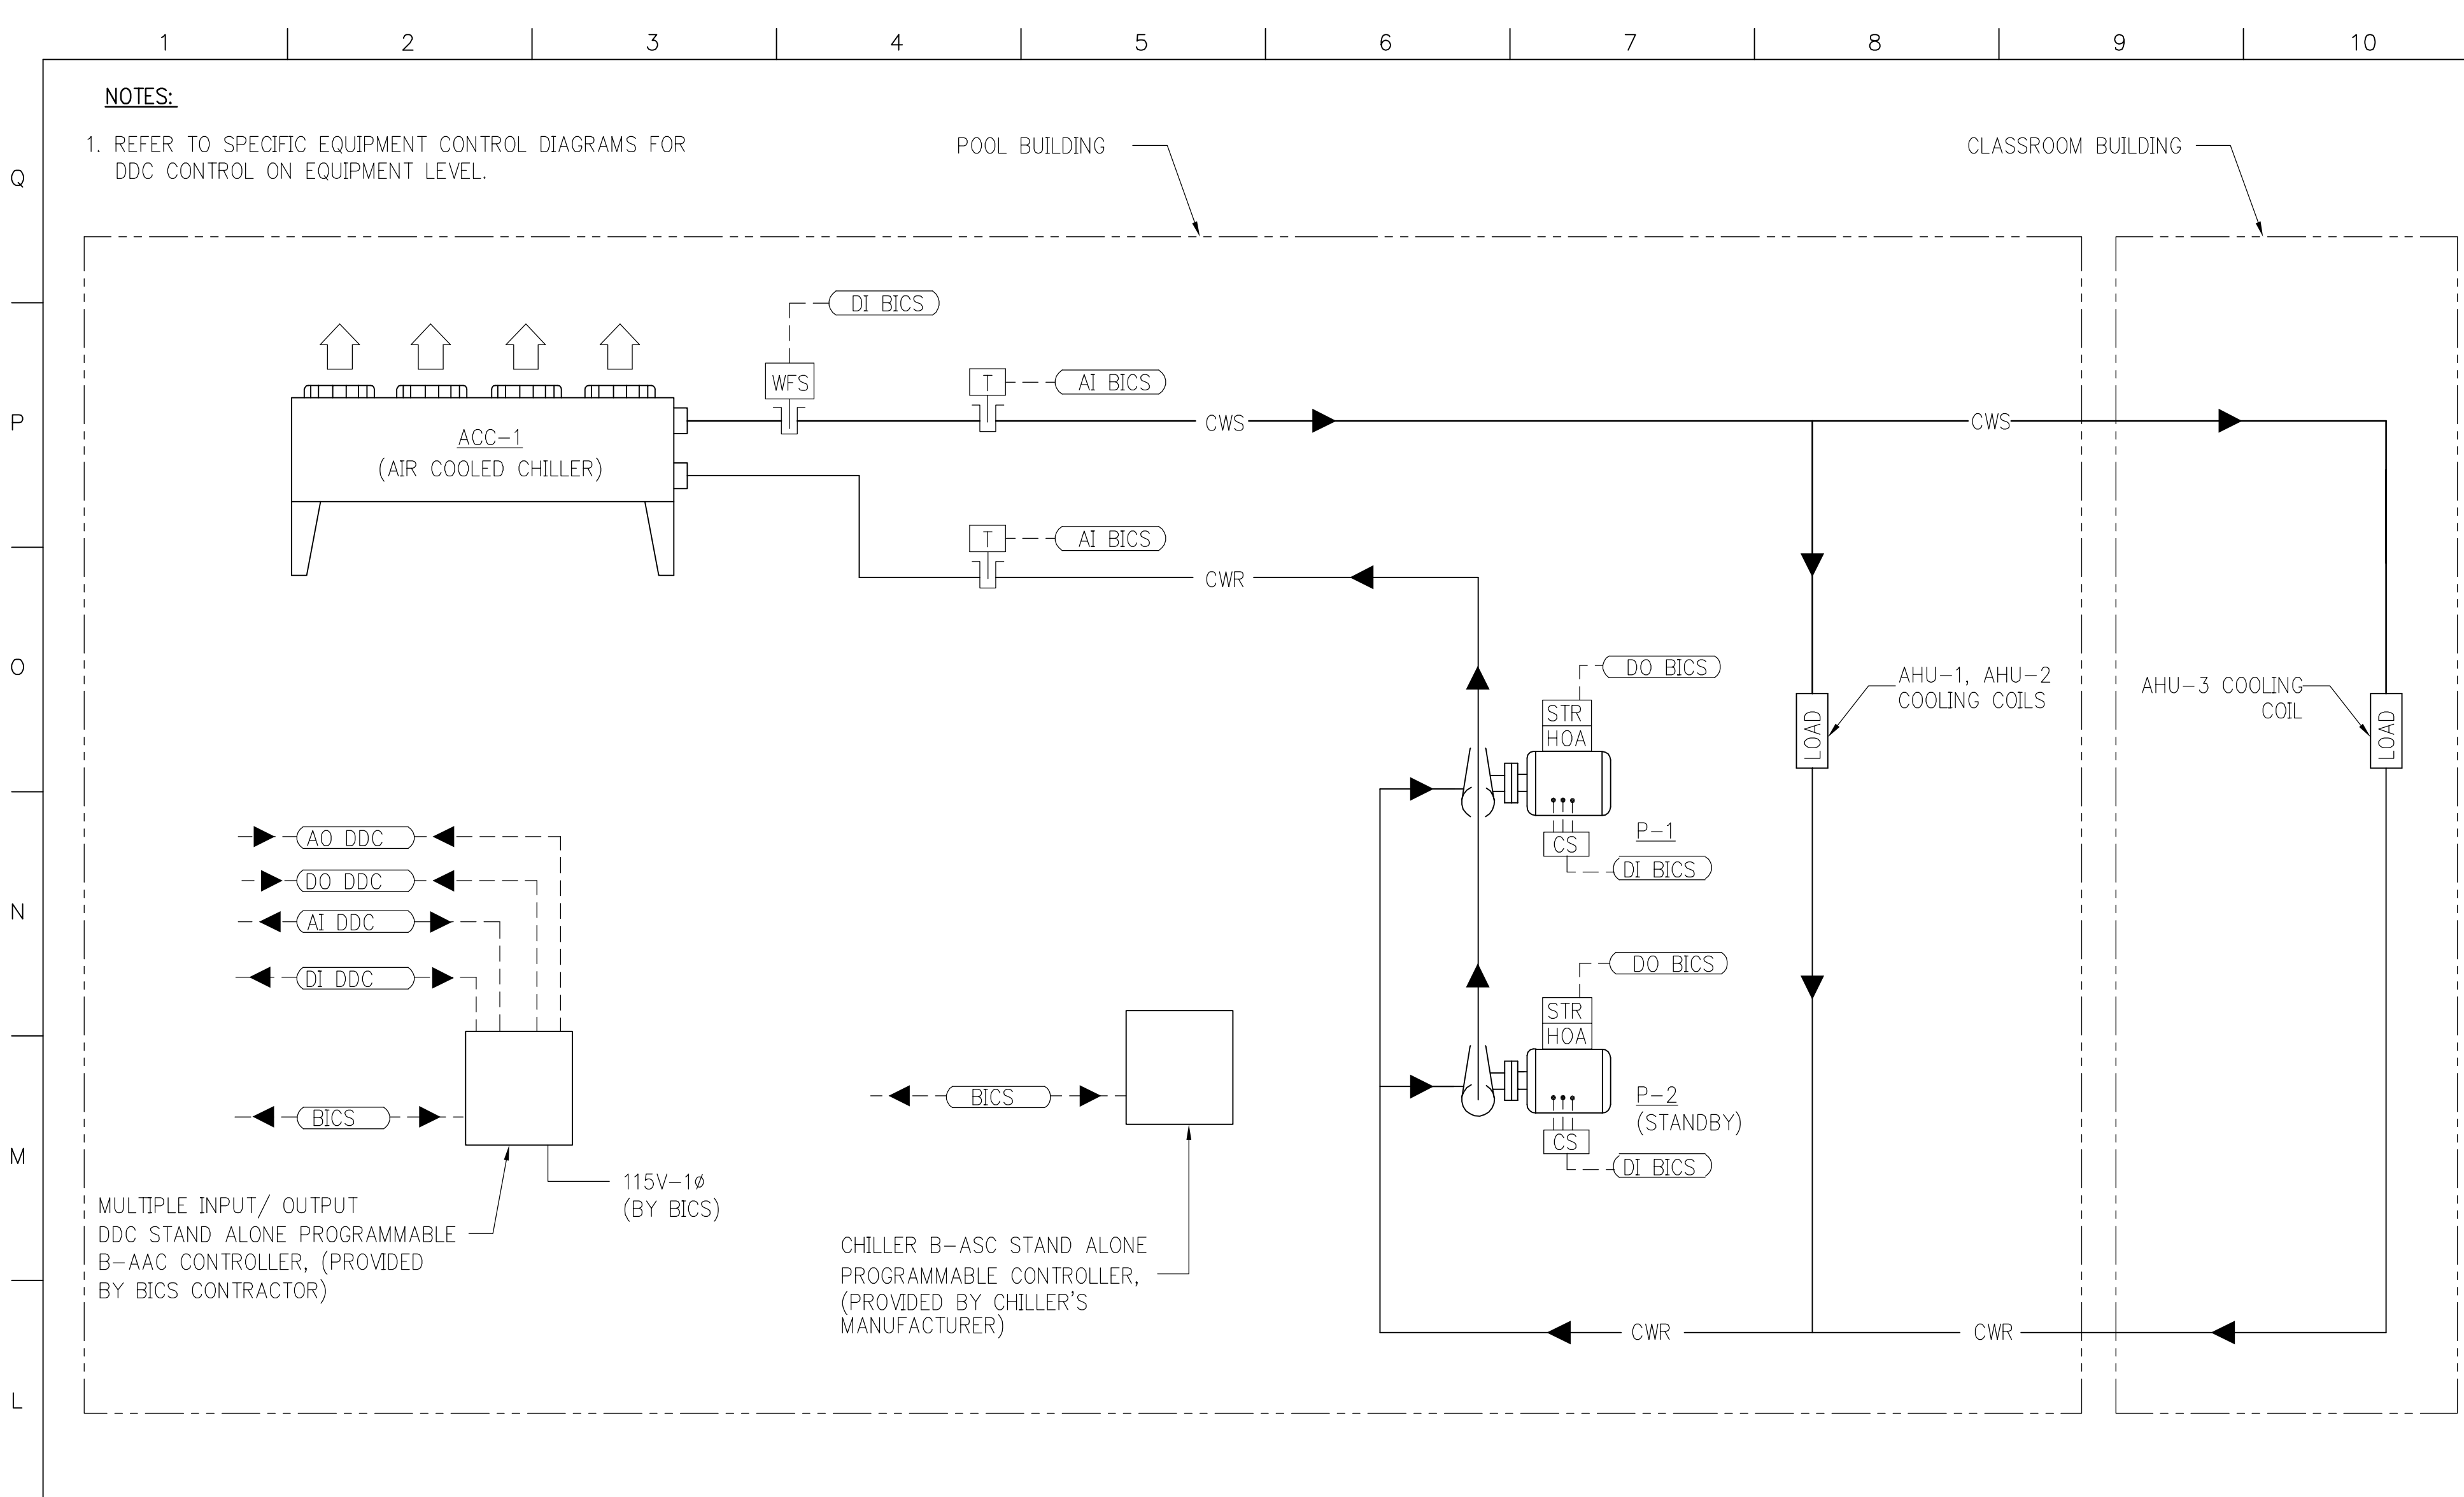 1 2 3 4 5 6 7 8 9 10
NOTES:
1. REFER TO SPECIFIC EQUIPMENT CONTROL DIAGRAMS FOR
DDC CONTROL ON EQUIPMENT LEVEL.
POOL BUILDING
CLASSROOM BUILDING
Q
DI BICS
WFS
T
AI BICS
P
ACC-1
(AIR COOLED CHILLER)
CWS
CWS
T
AI BICS
CWR
O
DO BICS
STR
HOA
AHU-1, AHU-2
COOLING COILS
LOAD
AHU-3 COOLING
COIL
LOAD
P-1
CS
DI BICS
AO DDC
DO DDC
AI DDC
DI DDC
N
DO BICS
STR
HOA
P-2
(STANDBY)
CS
DI BICS
BICS
BICS
M
115V-1ø
(BY BICS)
MULTIPLE INPUT/ OUTPUT
DDC STAND ALONE PROGRAMMABLE
B-AAC CONTROLLER, (PROVIDED
BY BICS CONTRACTOR)
CHILLER B-ASC STAND ALONE
PROGRAMMABLE CONTROLLER,
(PROVIDED BY CHILLER'S
MANUFACTURER)
CWR
CWR
L